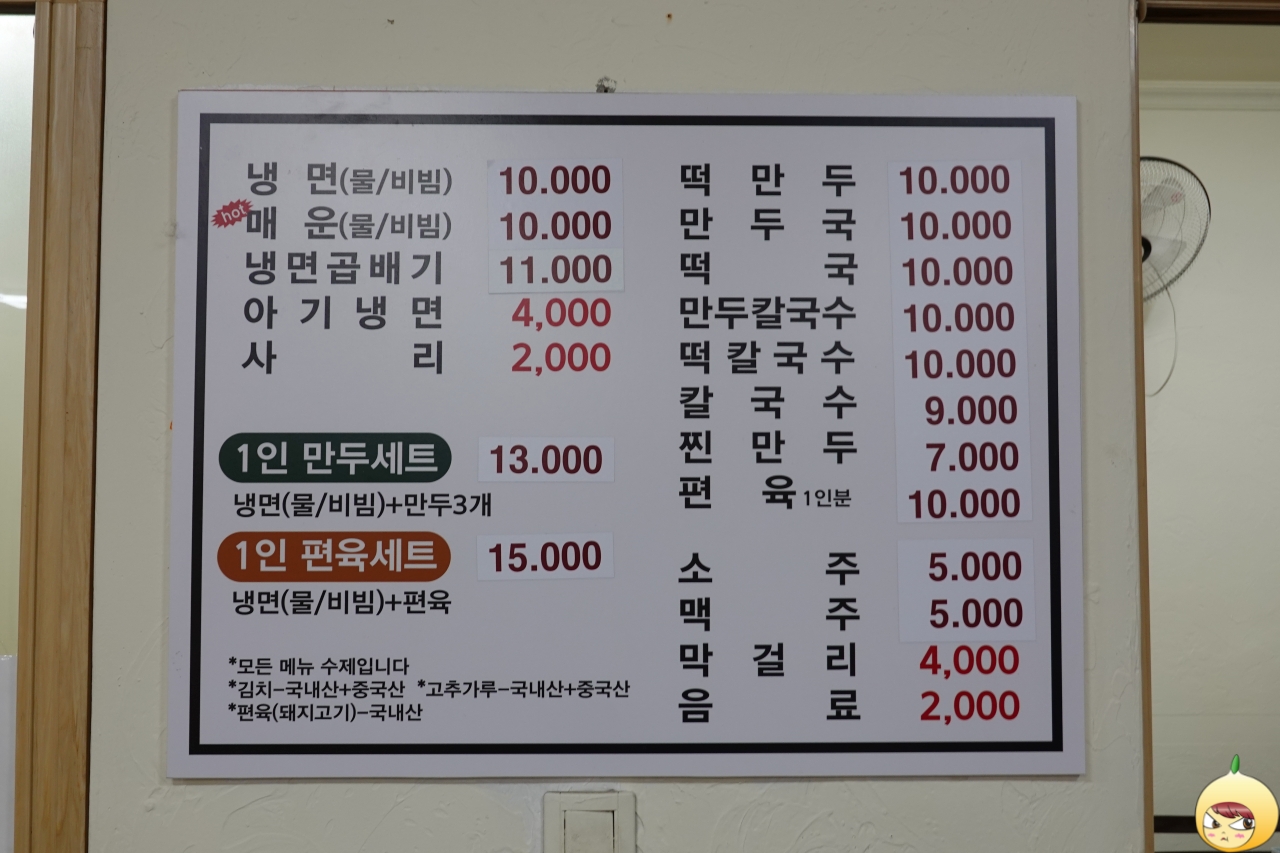 냉면(물/비빔) 10.000
hot 매운(물/비빔) 10.000
냉면곱배기 11.000
아기냉면 4,000
사리 2,000
1인 만두세트 13.000
냉면(물/비빔)+만두3개
1인 편육세트 15.000
냉면(물/비빔)+편육
*모든 메뉴 수제입니다
*김치-국내산+중국산 *고추가루-국내산+중국산
*편육(돼지고기)-국내산
떡만두 10.000
만두국 10.000
떡국 10.000
만두칼국수 10.000
떡칼국수 10.000
칼국수 9.000
찐만두 7.000
편육 1인분 10.000
소주 5.000
맥주 5.000
막걸리 4,000
음료 2,000